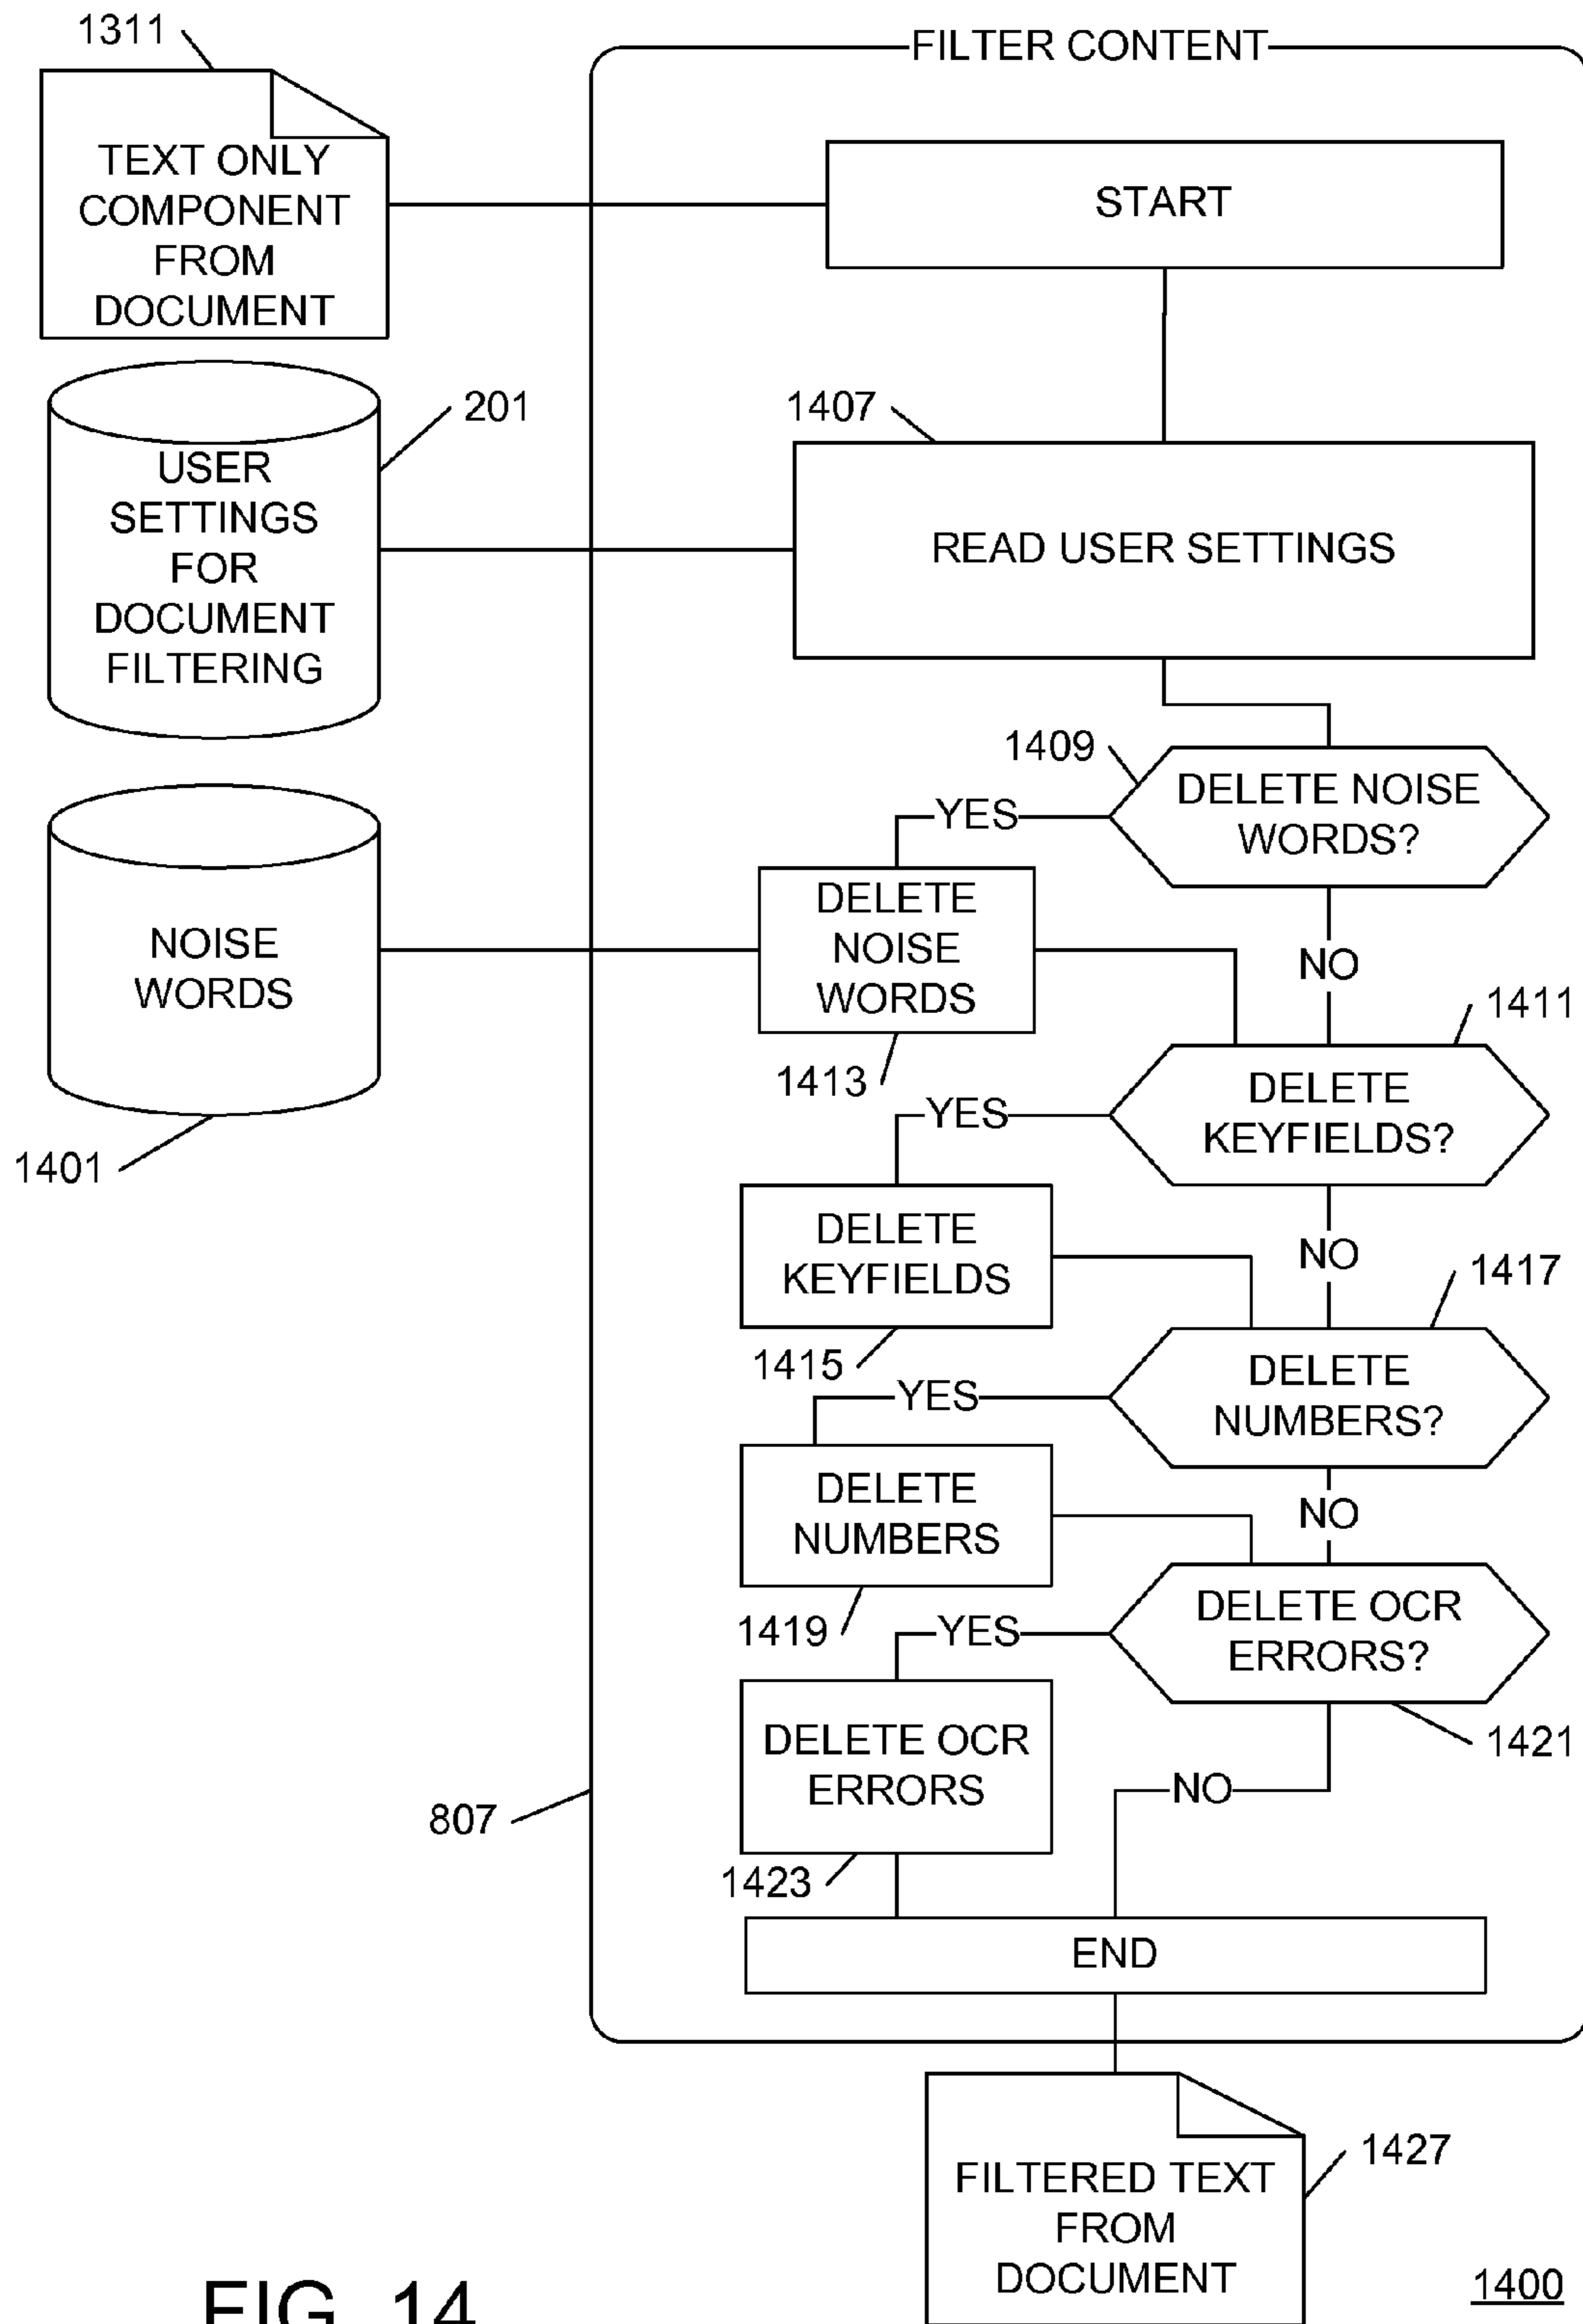 1311
FILTER CONTENT
TEXT ONLY
COMPONENT
FROM
DOCUMENT
START
201
1407
USER
SETTINGS
FOR
DOCUMENT
FILTERING
READ USER SETTINGS
1409
DELETE NOISE
WORDS?
YES
NO
NOISE
WORDS
DELETE
NOISE
WORDS
1411
1413
1401
DELETE
KEYFIELDS?
YES
NO
DELETE
KEYFIELDS
1417
1415
DELETE
NUMBERS?
YES
NO
DELETE
NUMBERS
1419
DELETE OCR
ERRORS?
YES
1421
DELETE OCR
ERRORS
NO
807
1423
END
1427
FILTERED TEXT
FROM
DOCUMENT
1400
FIG. 14